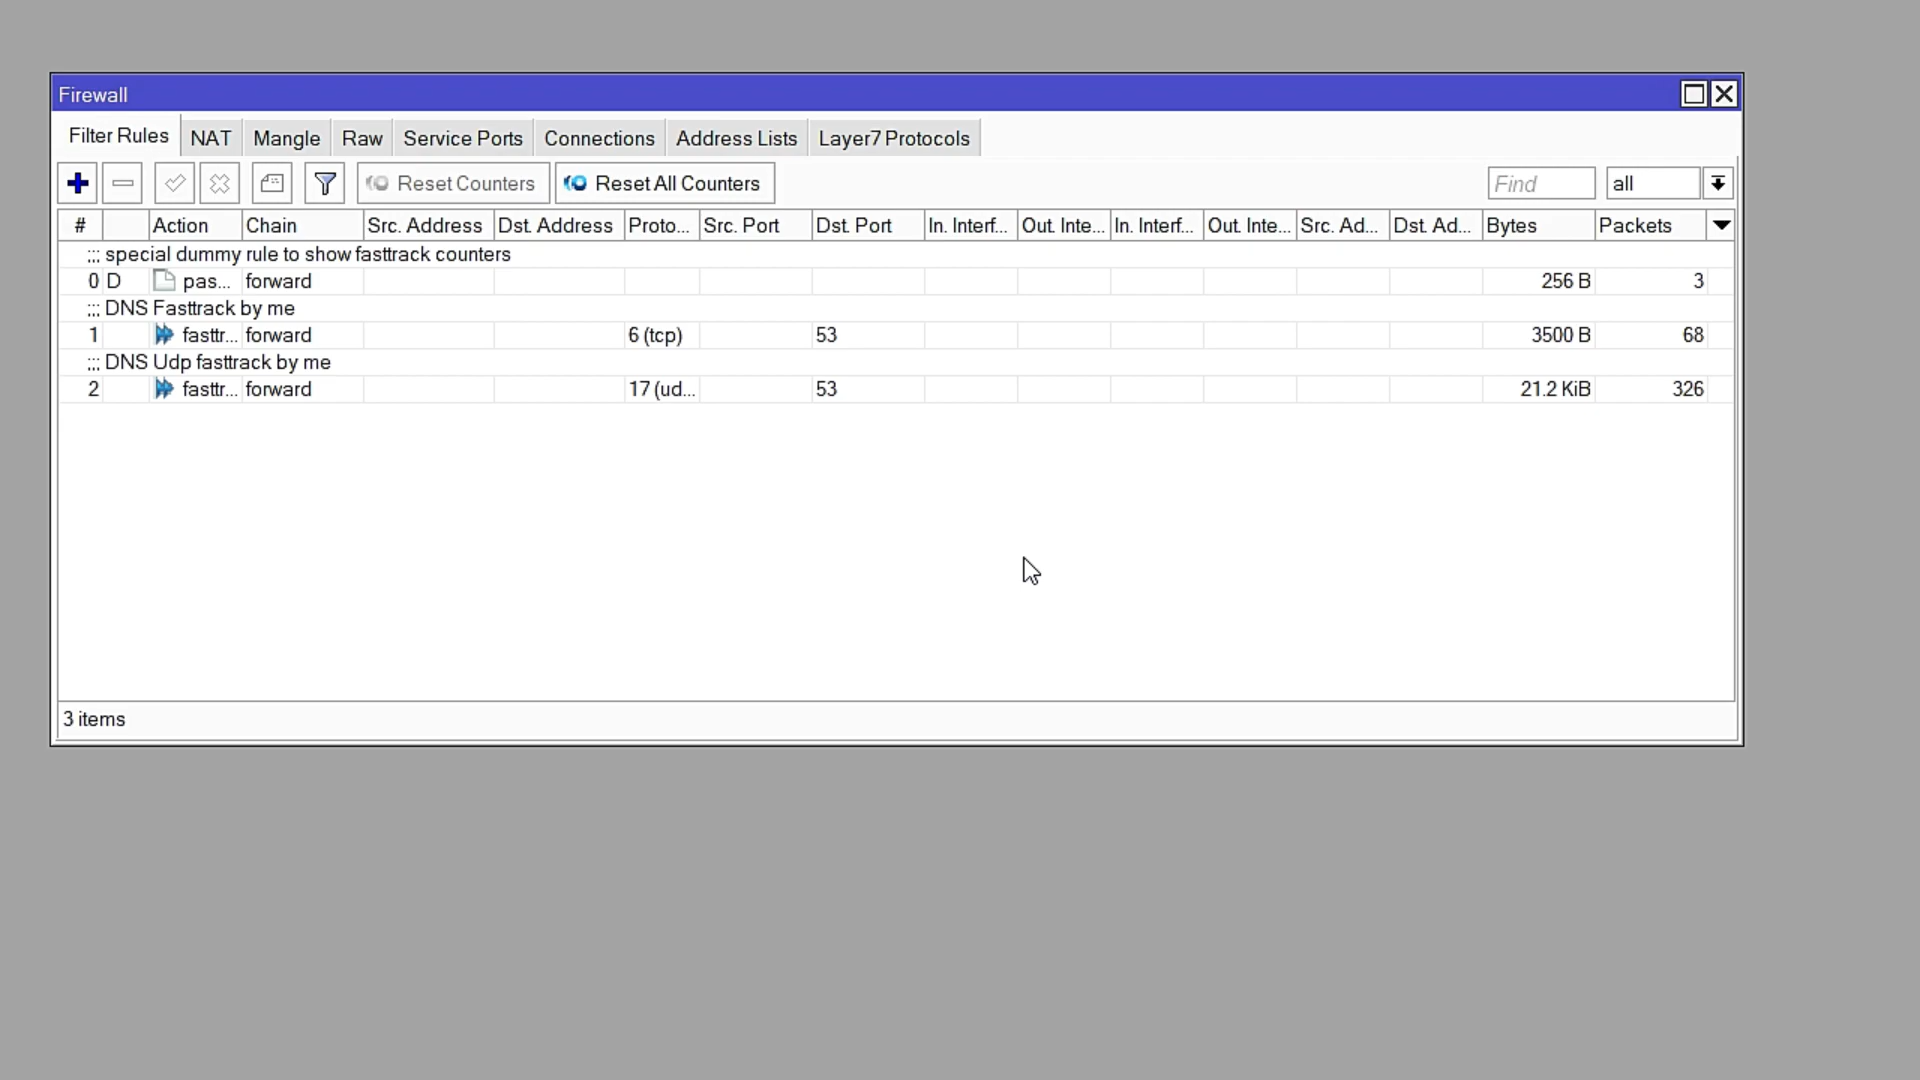 Firewall
Filter Rules NAT Mangle Raw Service Ports Connections Address Lists Layer7 Protocols
Reset Counters Reset All Counters Find all
# Action Chain Src. Address Dst. Address Proto... Src. Port Dst. Port In. Interf... Out. Inte... In. Interf... Out. Inte... Src. Ad... Dst. Ad... Bytes Packets
;;; special dummy rule to show fasttrack counters
0 D pas... forward 256 B 3
;;; DNS Fasttrack by me
1 fasttr... forward 6 (tcp) 53 3500 B 68
;;; DNS Udp fasttrack by me
2 fasttr... forward 17 (ud... 53 21.2 KiB 326
3 items